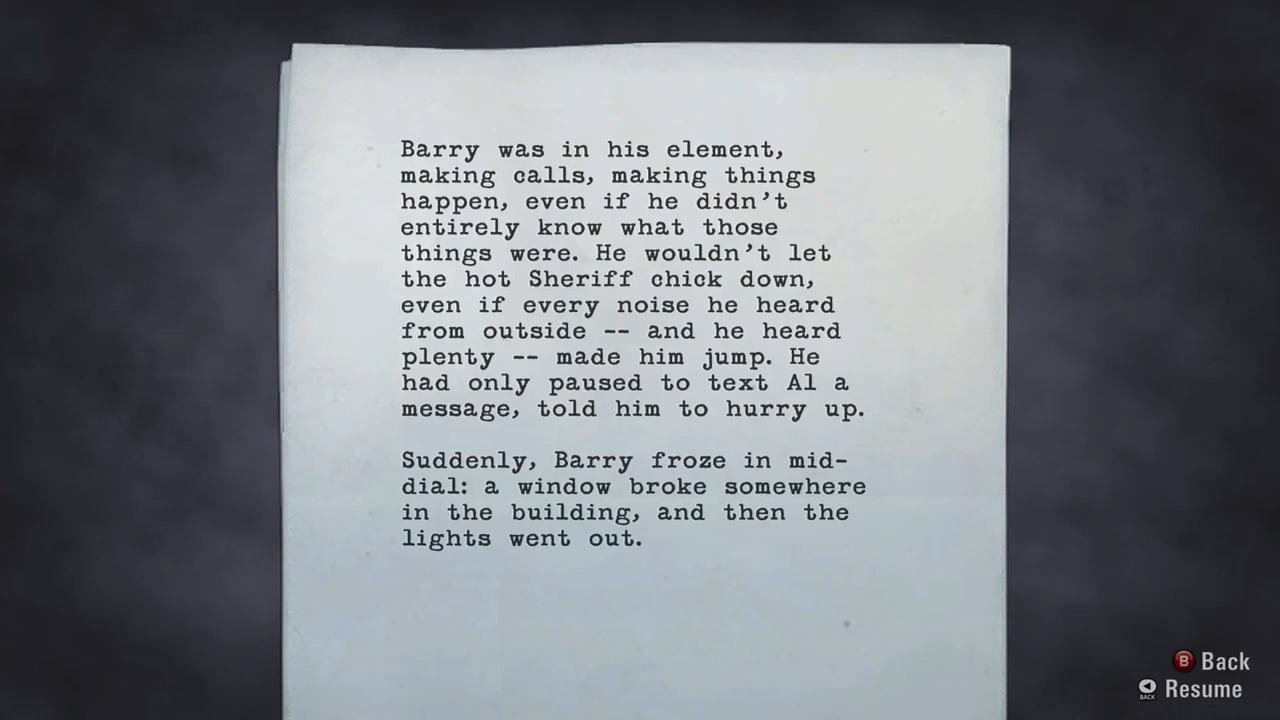 Barry was in his element,
making calls, making things
happen, even if he didn't
entirely know what those
things were. He wouldn't let
the hot Sheriff chick down,
even if every noise he heard
from outside -- and he heard
plenty -- made him jump. He
had only paused to text Al a
message, told him to hurry up.
Suddenly, Barry froze in mid-
dial: a window broke somewhere
in the building, and then the
lights went out.
B Back
BACK Resume